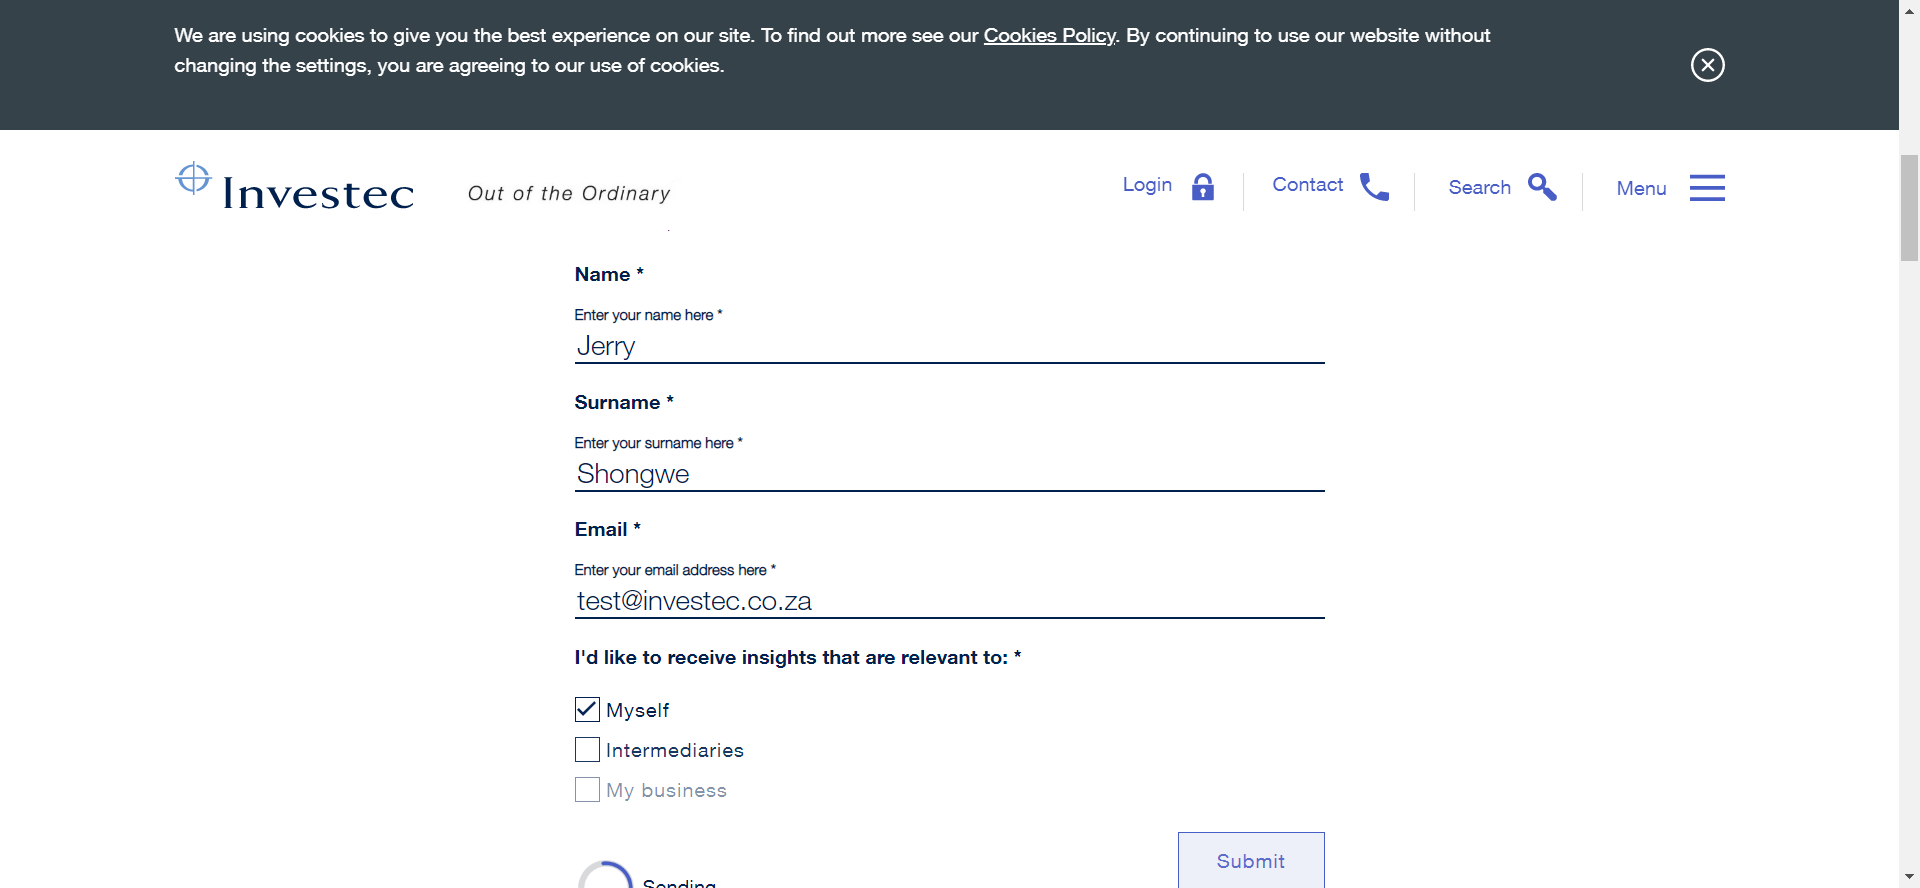 We are using cookies to give you the best experience on our site. To find out more see our Cookies Policy. By continuing to use our website without
changing the settings, you are agreeing to our use of cookies.
Investec
Out of the Ordinary
Login
Contact
Search
Menu
Name *
Enter your name here *
Jerry
Surname *
Enter your surname here *
Shongwe
Email *
Enter your email address here *
test@investec.co.za
I'd like to receive insights that are relevant to: *
Myself
Intermediaries
My business
Submit
Sending